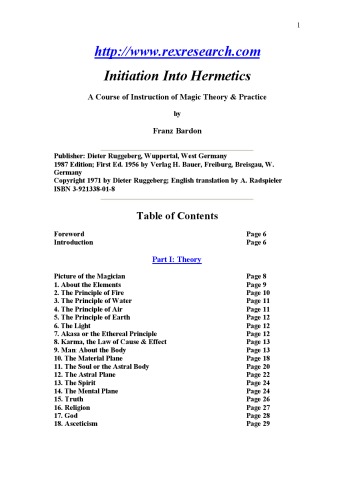 1
http://www.rexresearch.com
Initiation Into Hermetics
A Course of Instruction of Magic Theory & Practice
by
Franz Bardon
Publisher: Dieter Ruggeberg, Wuppertal, West Germany
1987 Edition; First Ed. 1956 by Verlag H. Bauer, Freiburg, Breisgau, W.
Germany
Copyright 1971 by Dieter Ruggeberg; English translation by A. Radspieler
ISBN 3-921338-01-8
Table of Contents
Foreword Page 6
Introduction Page 6
Part I: Theory
Picture of the Magician Page 8
1. About the Elements Page 9
2. The Principle of Fire Page 10
3. The Principle of Water Page 11
4. The Principle of Air Page 11
5. The Principle of Earth Page 12
6. The Light Page 12
7. Akasa or the Ethereal Principle Page 12
8. Karma, the Law of Cause & Effect Page 13
9. Man: About the Body Page 13
10. The Material Plane Page 18
11. The Soul or the Astral Body Page 20
12. The Astral Plane Page 22
13. The Spirit Page 24
14. The Mental Plane Page 24
15. Truth Page 26
16. Religion Page 27
17. God Page 28
18. Asceticism Page 29